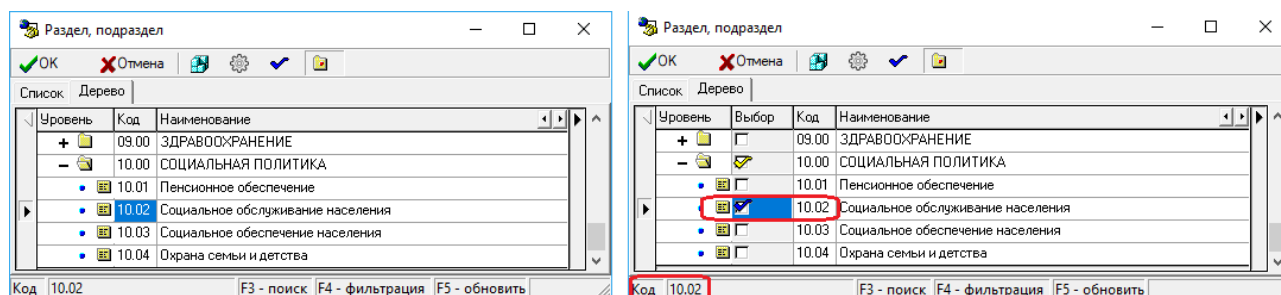 Раздел, подраздел
OK Отмена
Список Дерево
Уровень Код Наименование
09.00 ЗДРАВООХРАНЕНИЕ
10.00 СОЦИАЛЬНАЯ ПОЛИТИКА
10.01 Пенсионное обеспечение
10.02 Социальное обслуживание населения
10.03 Социальное обеспечение населения
10.04 Охрана семьи и детства
Код 10.02 F3 - поиск F4 - фильтрация F5 - обновить
Раздел, подраздел
OK Отмена
Список Дерево
Уровень Выбор Код Наименование
09.00 ЗДРАВООХРАНЕНИЕ
10.00 СОЦИАЛЬНАЯ ПОЛИТИКА
10.01 Пенсионное обеспечение
10.02 Социальное обслуживание населения
10.03 Социальное обеспечение населения
10.04 Охрана семьи и детства
Код 10.02 F3 - поиск F4 - фильтрация F5 - обновить